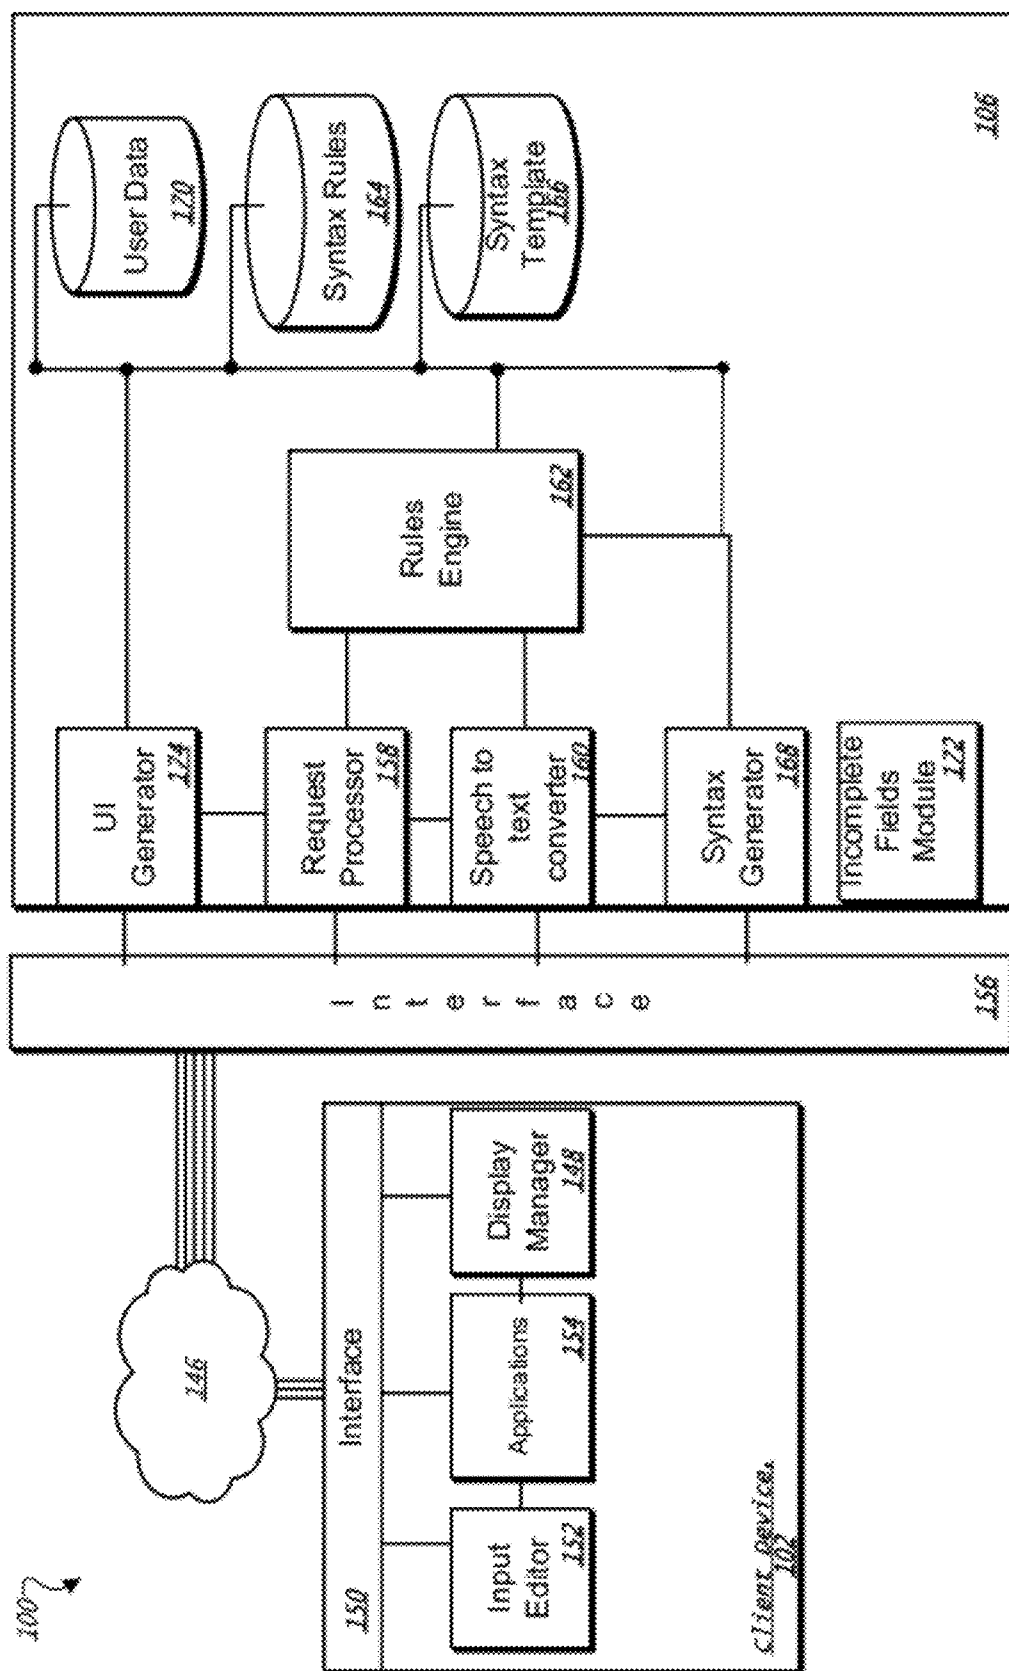 100
146
150
Interface
Input
Editor
152
Applications
154
Display
Manager
148
client Device,
102
Interface
156
UI
Generator
174
Request
Processor
158
Speech to
text
converter
160
Syntax
Generator
168
Incomplete
Fields
Module
172
Rules
Engine
162
User Data
170
Syntax Rules
164
Syntax
Template
166
106